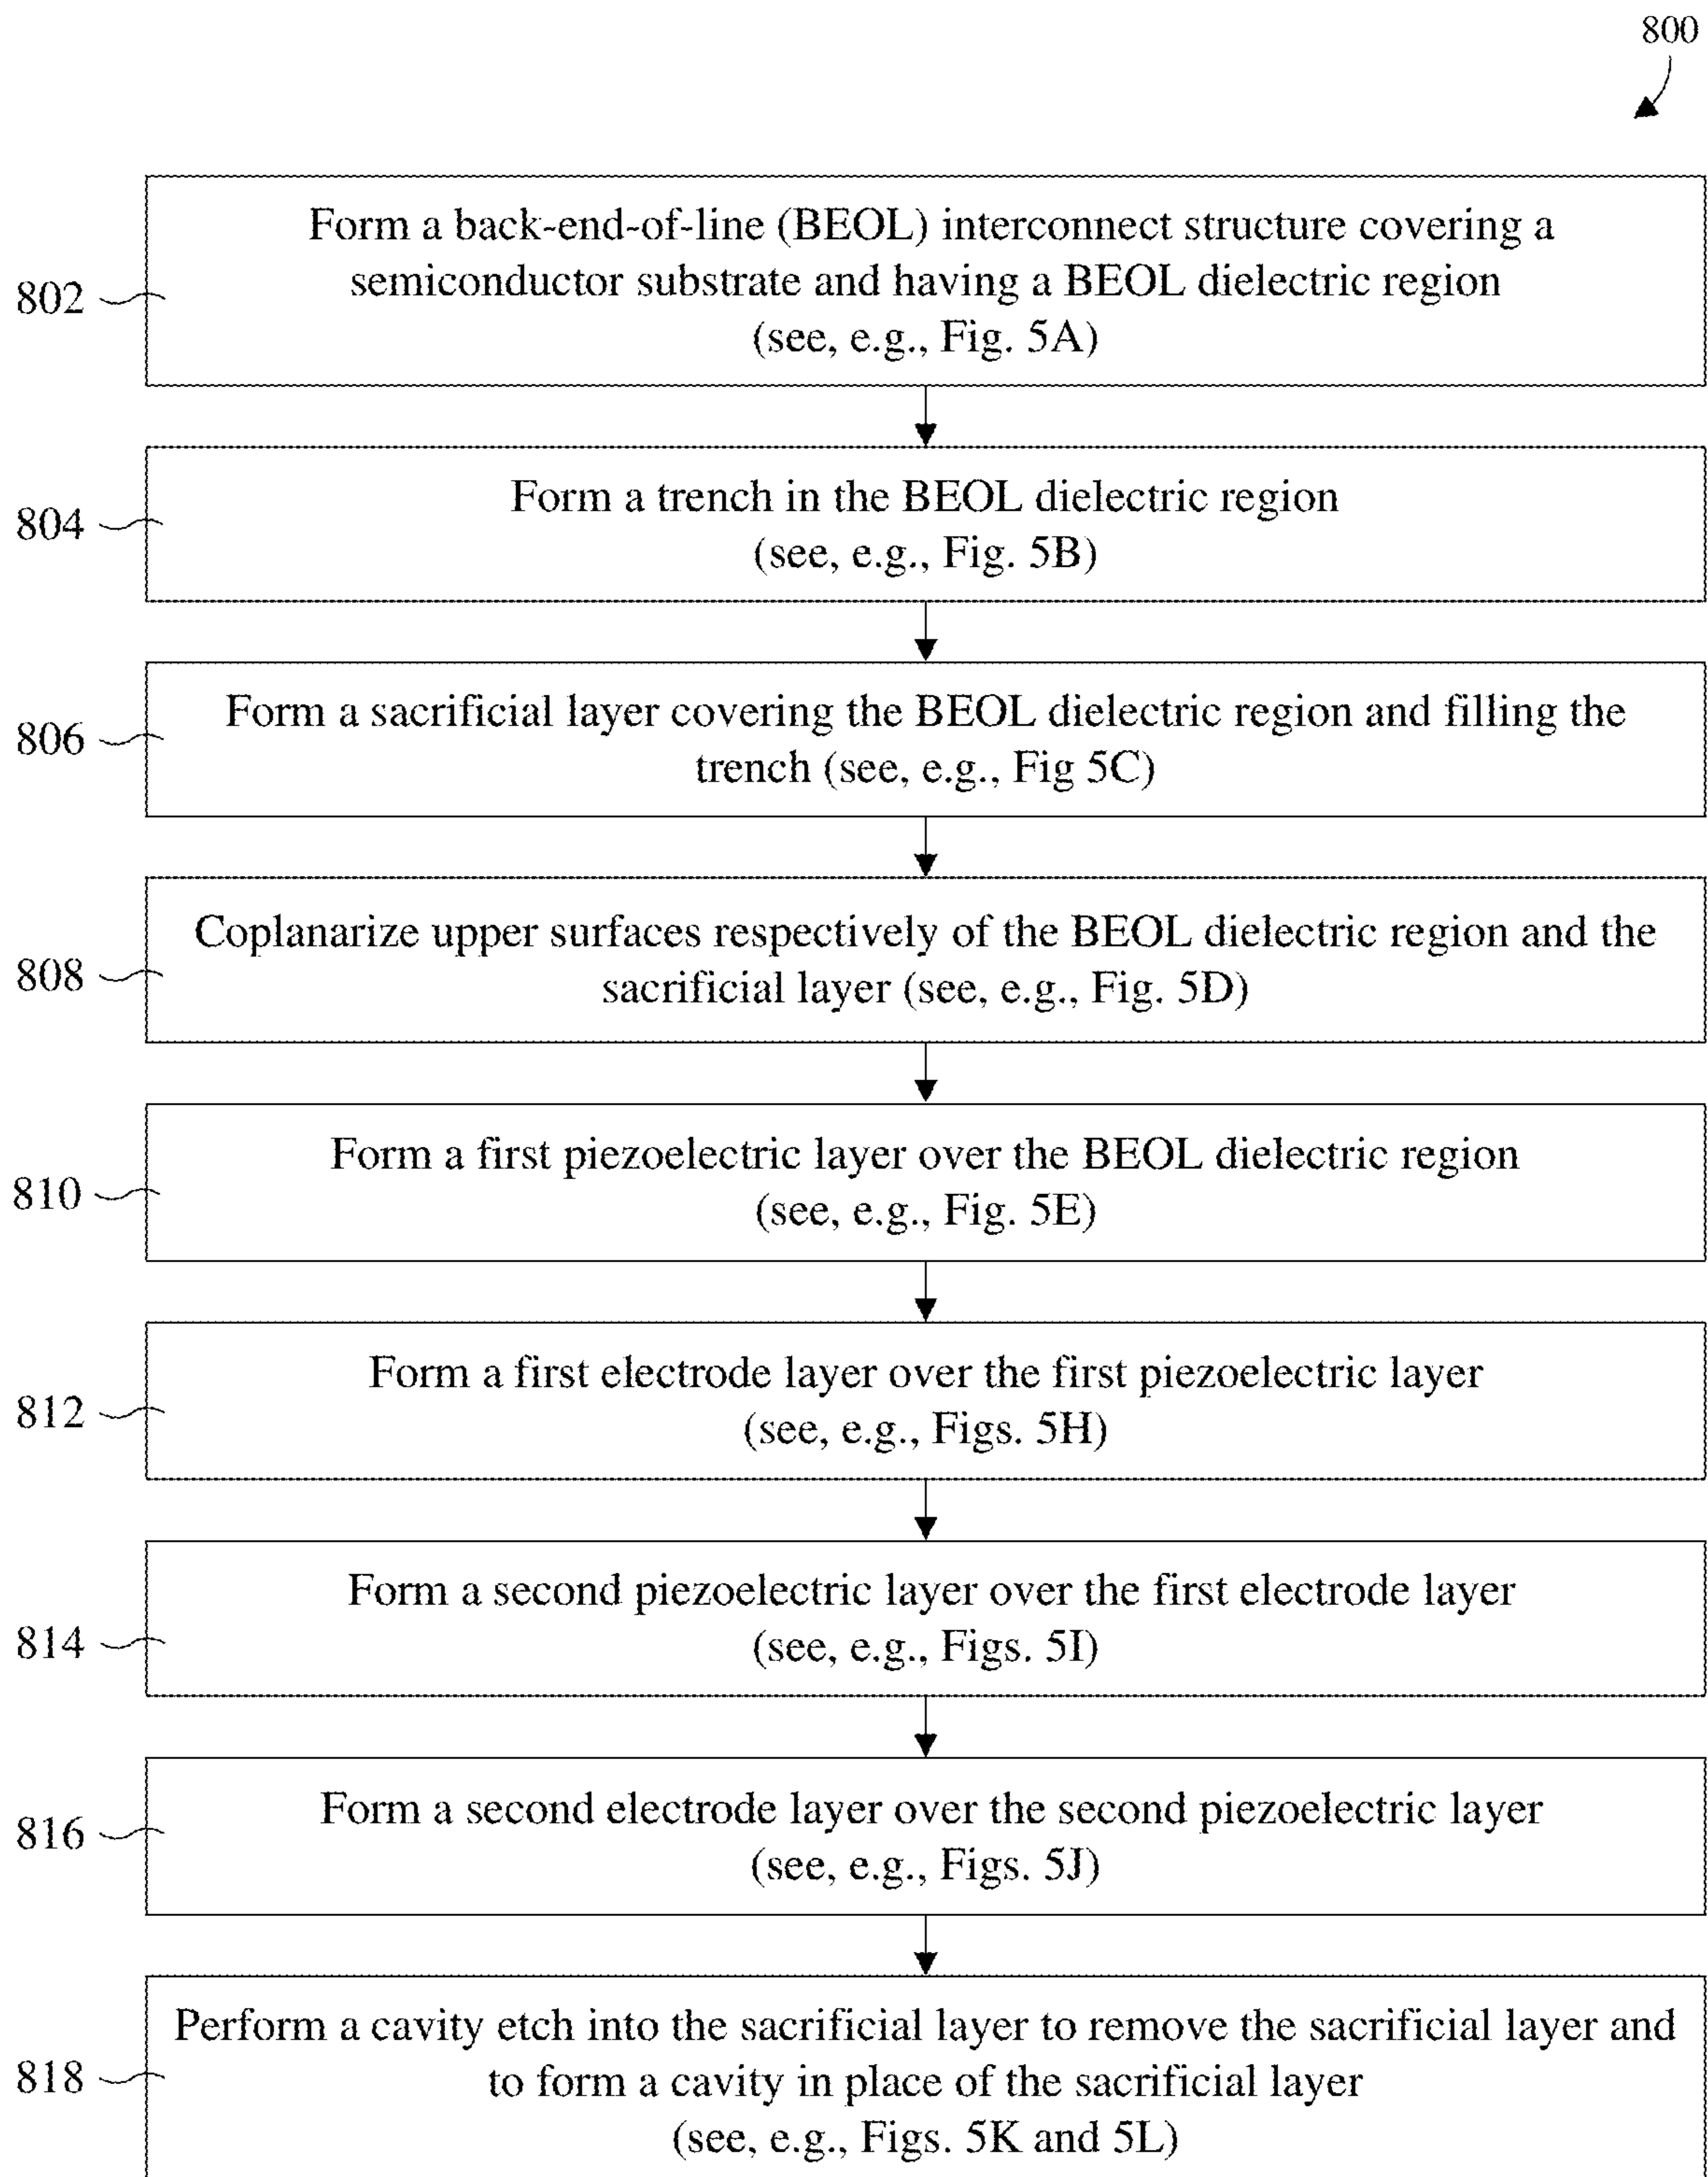 800
Form a back-end-of-line (BEOL) interconnect structure covering a
semiconductor substrate and having a BEOL dielectric region
802
(see, e.g., Fig. 5A)
Form a trench in the BEOL dielectric region
804
(see, e.g., Fig. 5B)
Form a sacrificial layer covering the BEOL dielectric region and filling the
806
trench (see, e.g., Fig 5C)
Coplanarize upper surfaces respectively of the BEOL dielectric region and the
808
sacrificial layer (see, e.g., Fig. 5D)
Form a first piezoelectric layer over the BEOL dielectric region
810
(see, e.g., Fig. 5E)
Form a first electrode layer over the first piezoelectric layer
812
(see, e.g., Figs. 5H)
Form a second piezoelectric layer over the first electrode layer
814
(see, e.g., Figs. 5I)
Form a second electrode layer over the second piezoelectric layer
816
(see, e.g., Figs. 5J)
Perform a cavity etch into the sacrificial layer to remove the sacrificial layer and
818
to form a cavity in place of the sacrificial layer
(see, e.g., Figs. 5K and 5L)